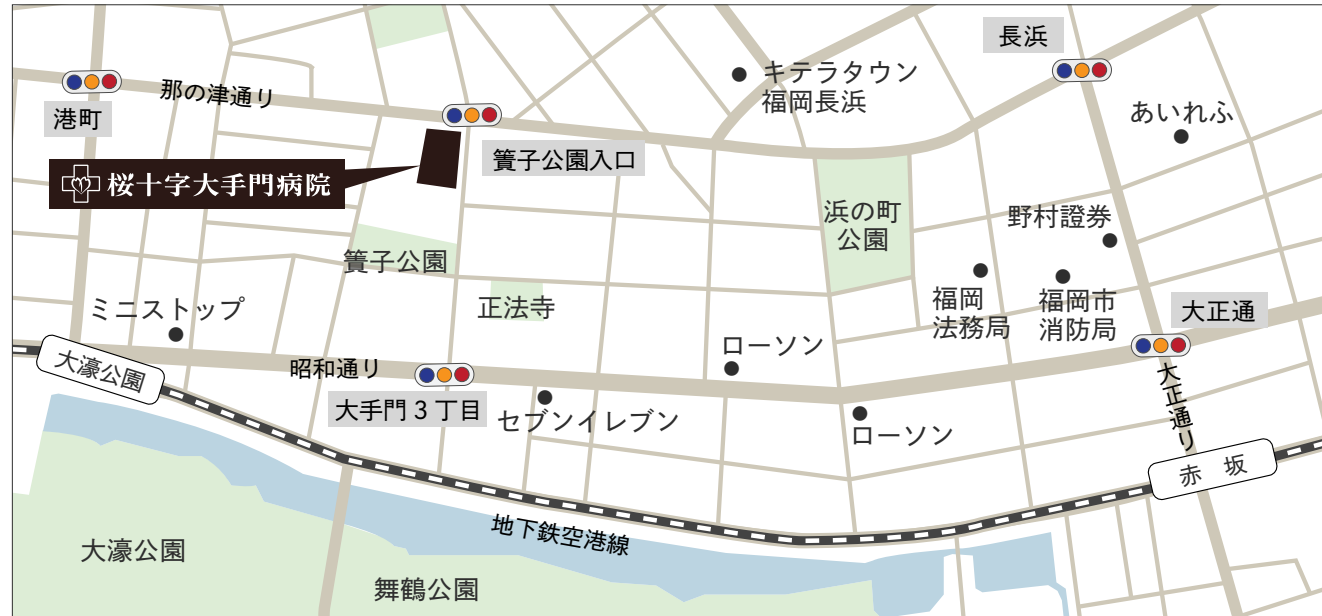 長浜
港町
那の津通り
キテラタウン
福岡長浜
あいれふ
簀子公園入口
桜十字大手門病院
浜の町
公園
野村證券
簀子公園
福岡
法務局
福岡市
消防局
正法寺
大正通
ミニストップ
昭和通り
ローソン
大濠公園
大手門3丁目
セブンイレブン
ローソン
大正通り
赤 坂
地下鉄空港線
大濠公園
舞鶴公園